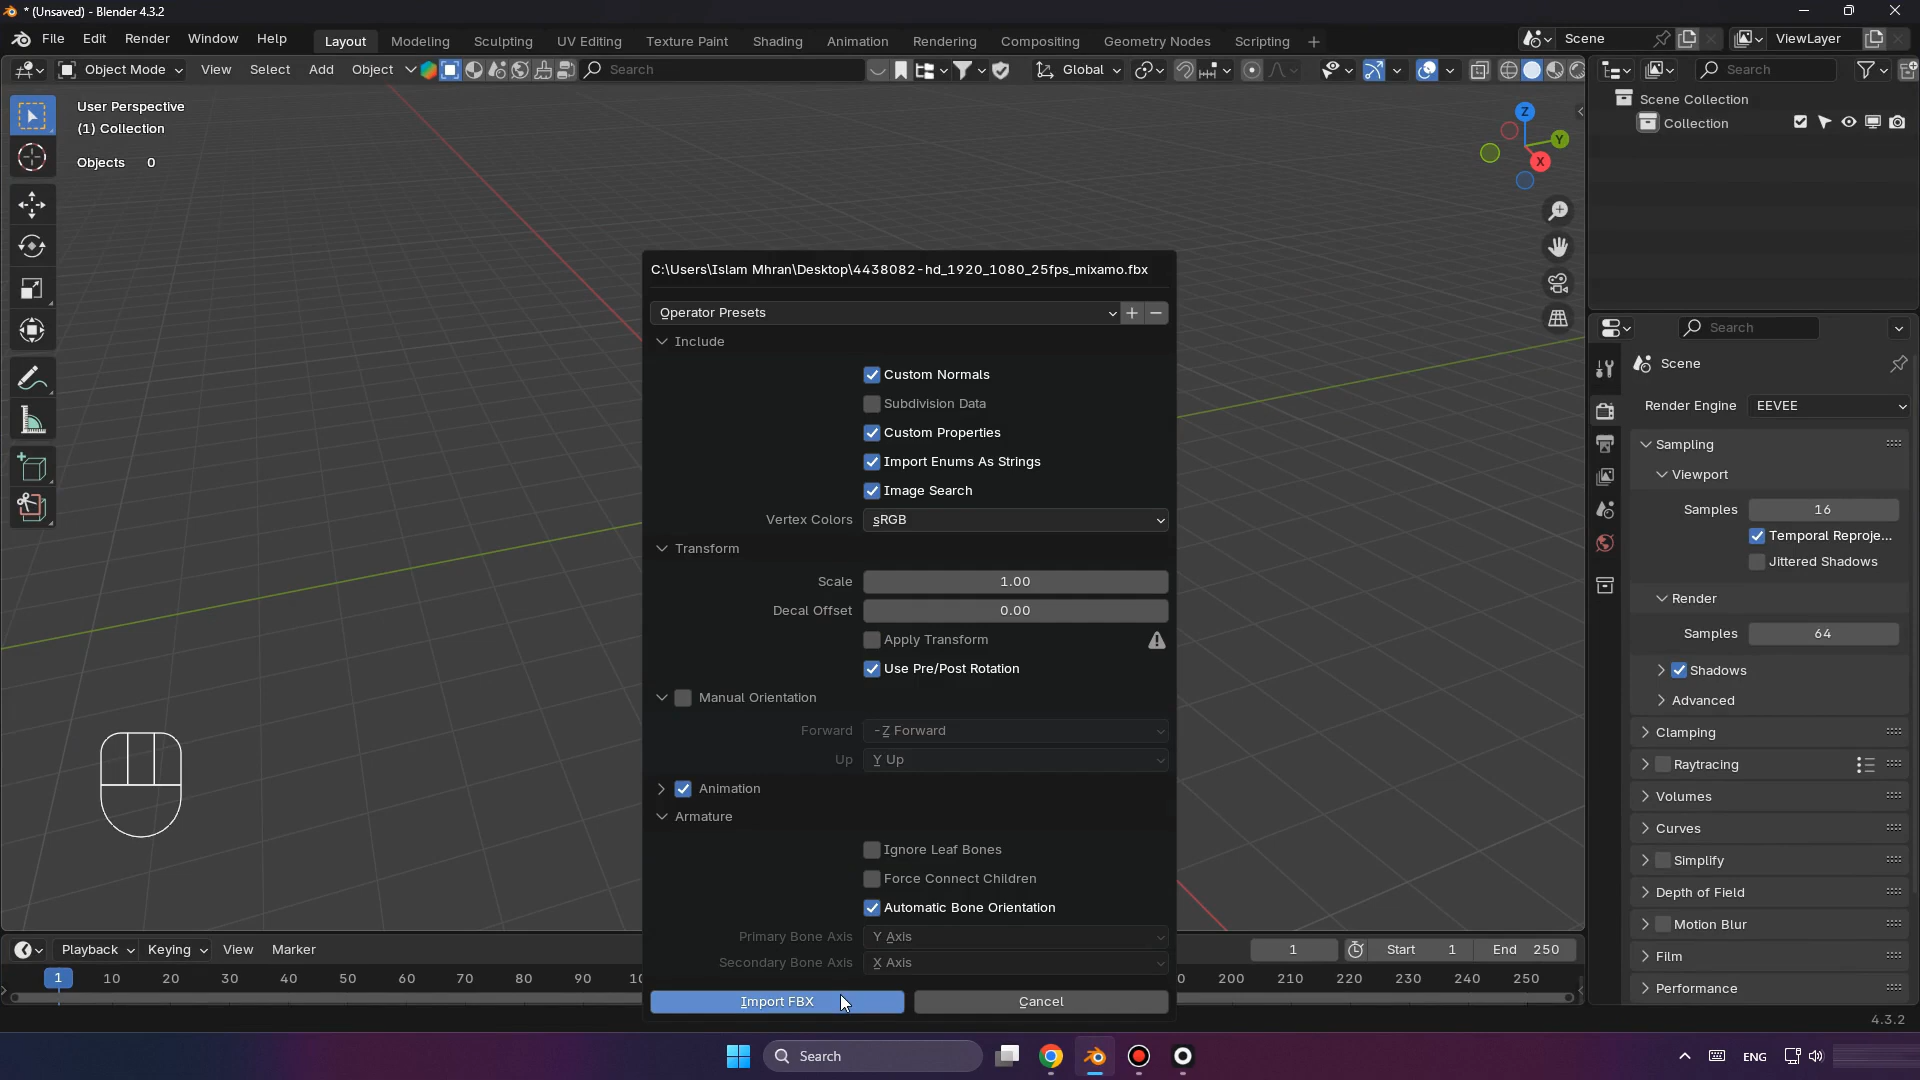 * (Unsaved) - Blender 4.3.2
File Edit Render Window Help
Layout Modeling Sculpting UV Editing Texture Paint Shading Animation Rendering Compositing Geometry Nodes Scripting +
Scene
ViewLayer
Object Mode View Select Add Object
Search
Global
Search
User Perspective
(1) Collection
Objects 0
Z
Y
X
Scene Collection
Collection
C:\Users\Islam Mhran\Desktop\4438082-hd_1920_1080_25fps_mixamo.fbx
Operator Presets
Include
Custom Normals
Subdivision Data
Custom Properties
Import Enums As Strings
Image Search
Vertex Colors sRGB
Transform
Scale 1.00
Decal Offset 0.00
Apply Transform
Use Pre/Post Rotation
Manual Orientation
Forward -Z Forward
Up Y Up
Animation
Armature
Ignore Leaf Bones
Force Connect Children
Automatic Bone Orientation
Primary Bone Axis Y Axis
Secondary Bone Axis X Axis
Import FBX Cancel
Search
Scene
Render Engine EEVEE
Sampling
Viewport
Samples 16
Temporal Reproje...
Jittered Shadows
Render
Samples 64
Shadows
Advanced
Clamping
Raytracing
Volumes
Curves
Simplify
Depth of Field
Motion Blur
Film
Performance
Playback Keying View Marker
1 Start 1 End 250
1 10 20 30 40 50 60 70 80 90 200 210 220 230 240 250
4.3.2
Search
ENG